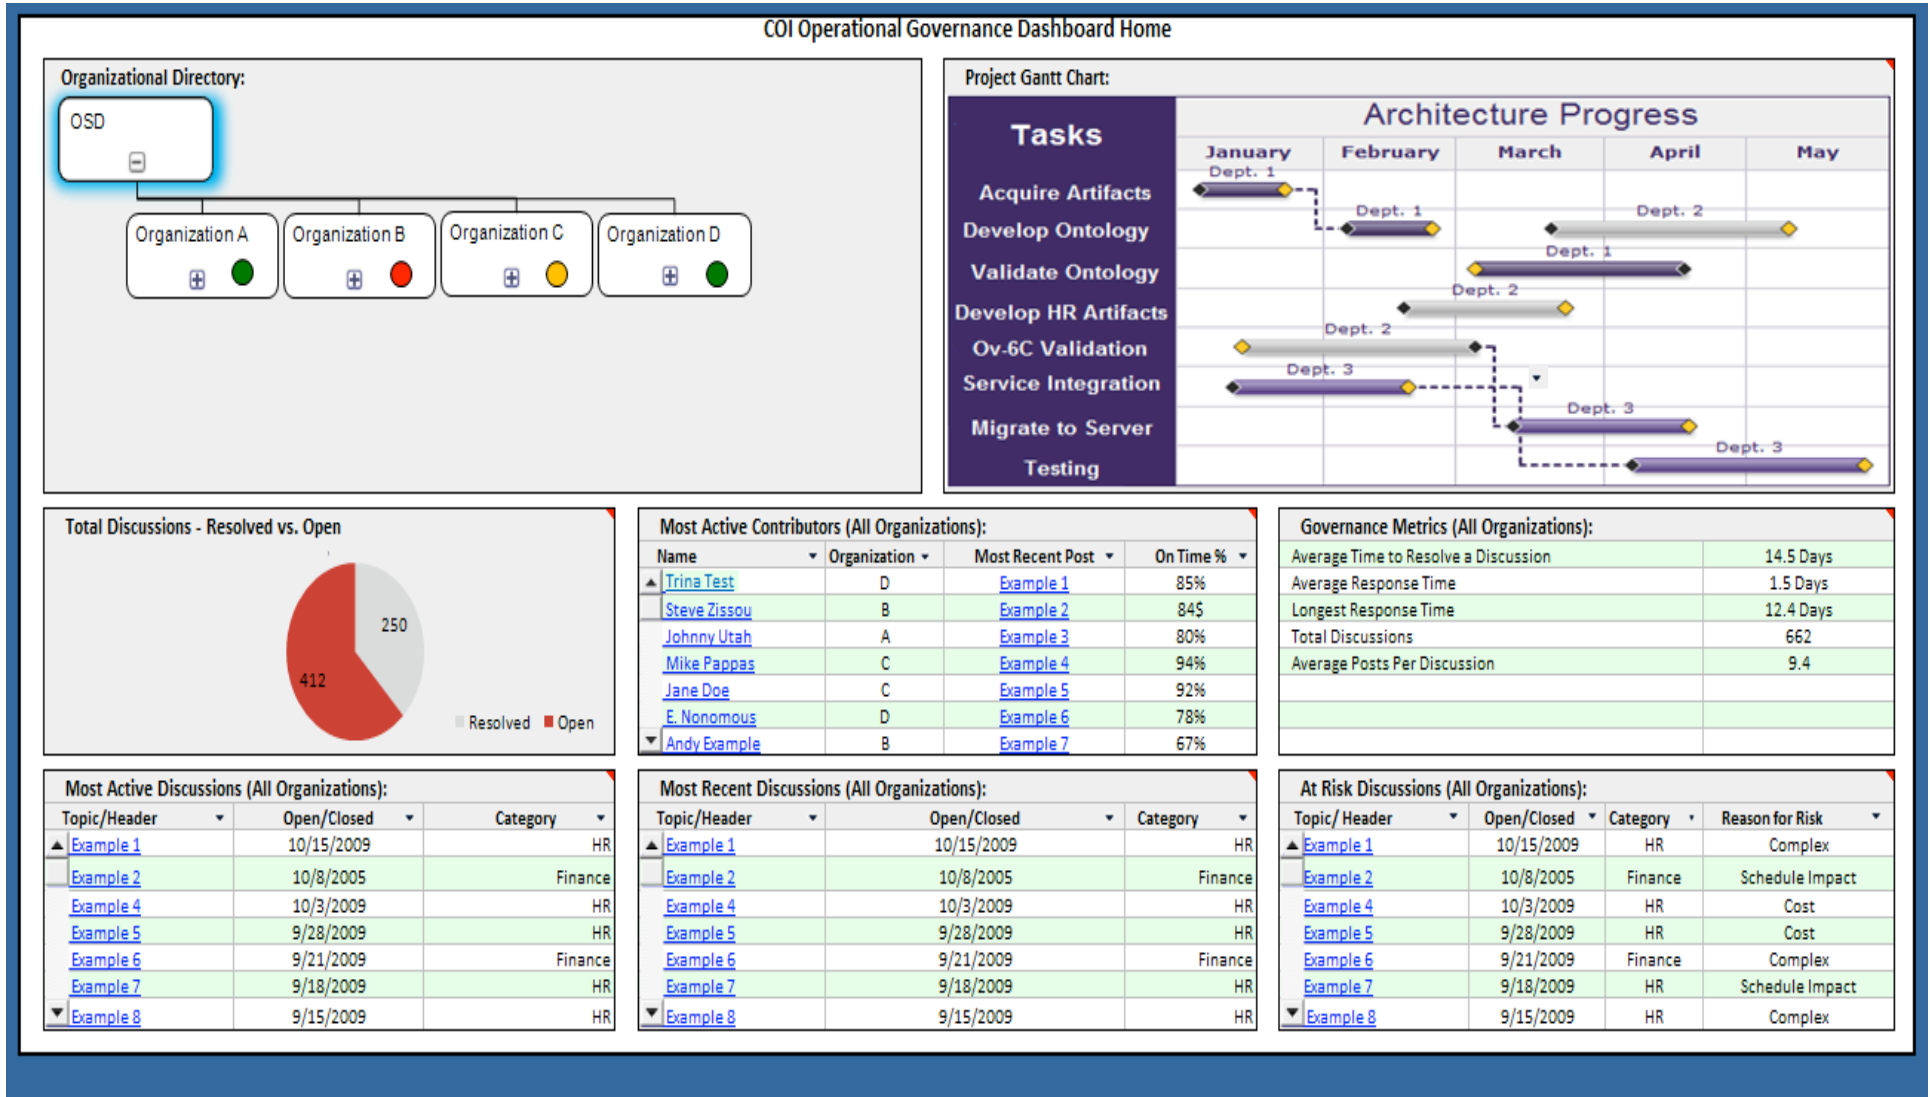 COI Operational Governance Dashboard Home
Organizational Directory:
OSD
Organization A
Organization B
Organization C
Organization D
Project Gantt Chart:
Tasks
Architecture Progress
January February March April May
Acquire Artifacts
Dept. 1
Develop Ontology
Dept. 1
Dept. 2
Validate Ontology
Dept. 1
Develop HR Artifacts
Dept. 2
Ov-6C Validation
Dept. 2
Service Integration
Dept. 3
Migrate to Server
Dept. 3
Testing
Dept. 3
Total Discussions - Resolved vs. Open
250
412
Resolved Open
Most Active Contributors (All Organizations):
Name Organization Most Recent Post On Time %
Trina Test D Example 1 85%
Steve Zissou B Example 2 84$
Johnny Utah A Example 3 80%
Mike Pappas C Example 4 94%
Jane Doe C Example 5 92%
E. Nonomous D Example 6 78%
Andy Example B Example 7 67%
Governance Metrics (All Organizations):
Average Time to Resolve a Discussion 14.5 Days
Average Response Time 1.5 Days
Longest Response Time 12.4 Days
Total Discussions 662
Average Posts Per Discussion 9.4
Most Active Discussions (All Organizations):
Topic/Header Open/Closed Category
Example 1 10/15/2009 HR
Example 2 10/8/2005 Finance
Example 4 10/3/2009 HR
Example 5 9/28/2009 HR
Example 6 9/21/2009 Finance
Example 7 9/18/2009 HR
Example 8 9/15/2009 HR
Most Recent Discussions (All Organizations):
Topic/Header Open/Closed Category
Example 1 10/15/2009 HR
Example 2 10/8/2005 Finance
Example 4 10/3/2009 HR
Example 5 9/28/2009 HR
Example 6 9/21/2009 Finance
Example 7 9/18/2009 HR
Example 8 9/15/2009 HR
At Risk Discussions (All Organizations):
Topic/ Header Open/Closed Category Reason for Risk
Example 1 10/15/2009 HR Complex
Example 2 10/8/2005 Finance Schedule Impact
Example 4 10/3/2009 HR Cost
Example 5 9/28/2009 HR Cost
Example 6 9/21/2009 Finance Complex
Example 7 9/18/2009 HR Schedule Impact
Example 8 9/15/2009 HR Complex